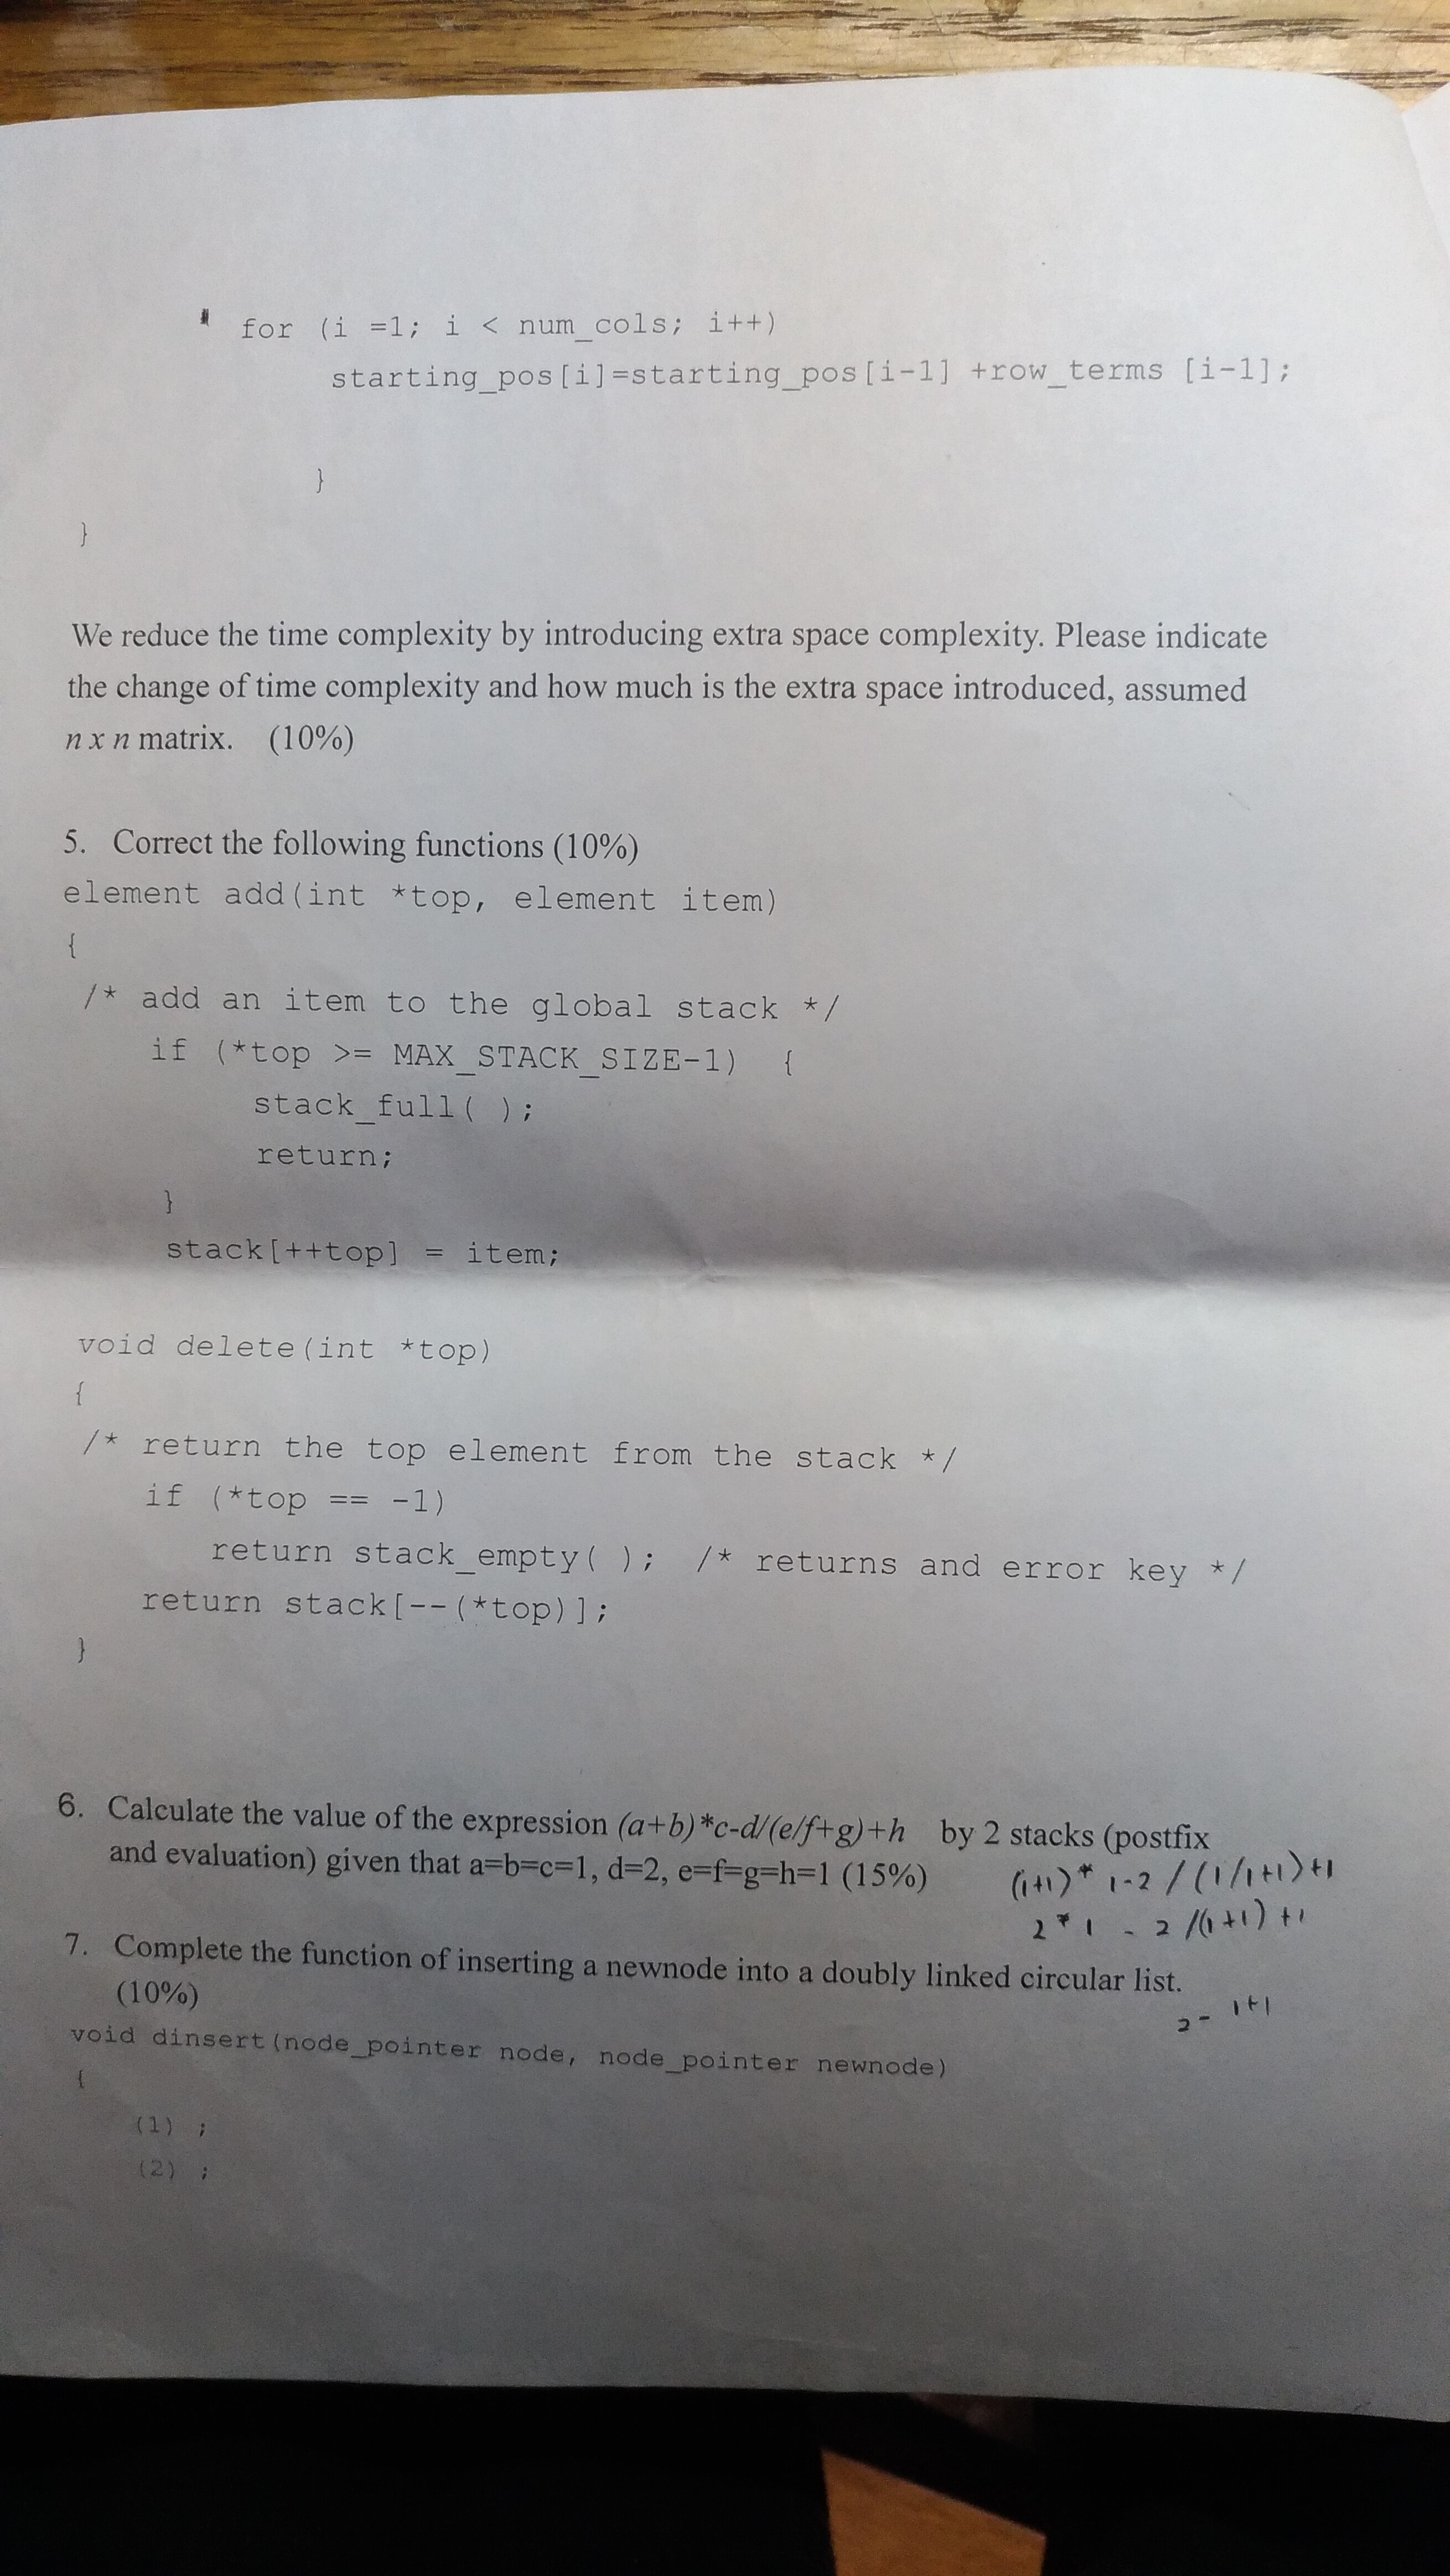 for (i =1; i < num_cols; i++)
starting_pos[i]=starting_pos[i-1] +row_terms [i-1];
}
}
We reduce the time complexity by introducing extra space complexity. Please indicate
the change of time complexity and how much is the extra space introduced, assumed
n x n matrix. (10%)
5. Correct the following functions (10%)
element add(int *top, element item)
{
/* add an item to the global stack */
if (*top >= MAX_STACK_SIZE-1) {
stack_full( );
return;
}
stack[++top] = item;
void delete(int *top)
{
/* return the top element from the stack */
if (*top == -1)
return stack_empty( ); /* returns and error key */
return stack[--(*top)];
}
6. Calculate the value of the expression (a+b)*c-d/(e/f+g)+h by 2 stacks (postfix
and evaluation) given that a=b=c=1, d=2, e=f=g=h=1 (15%)
(1+1)* 1-2 / (1/1+1)+1
2 * 1 - 2 /(1+1) +1
7. Complete the function of inserting a newnode into a doubly linked circular list.
(10%)
2 - 1+1
void dinsert(node_pointer node, node_pointer newnode)
{
(1) ;
(2) ;